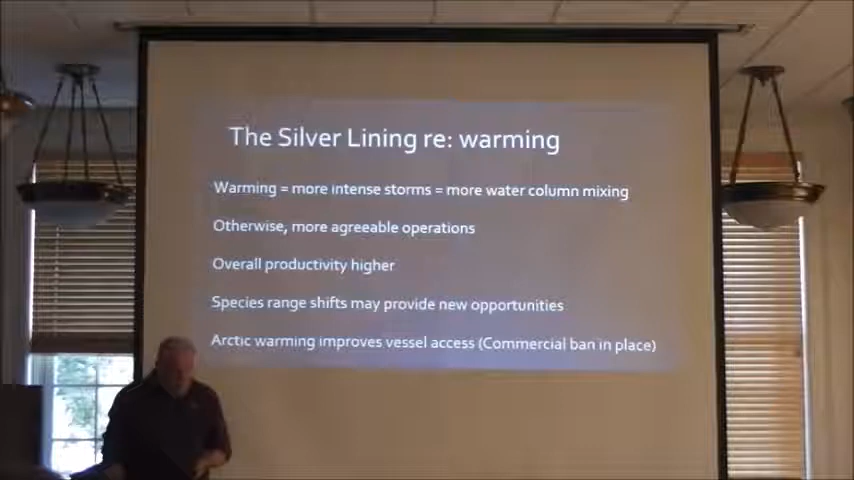 The Silver Lining re: warming
Warming = more intense storms = more water column mixing
Otherwise, more agreeable operations
Overall productivity higher
Species range shifts may provide new opportunities
Arctic warming improves vessel access (Commercial ban in place)